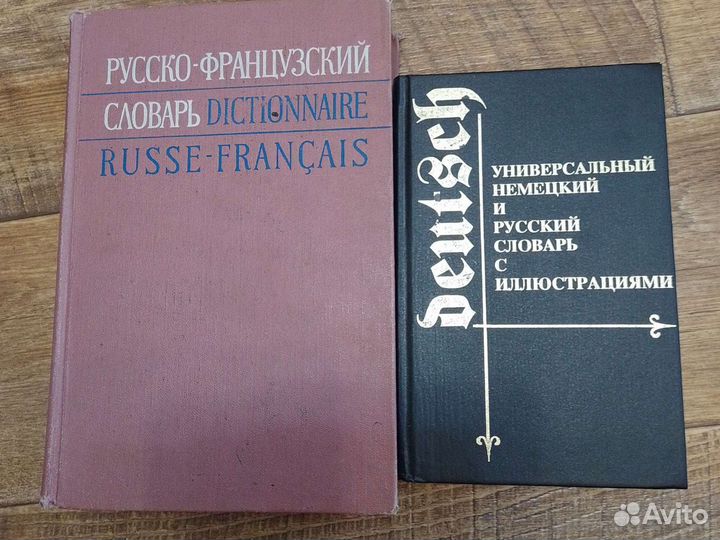 РУССКО-ФРАНЦУЗСКИЙ
СЛОВАРЬ DICTIONNAIRE
RUSSE-FRANÇAIS
deutsch
УНИВЕРСАЛЬНЫЙ
НЕМЕЦКИЙ
И
РУССКИЙ
СЛОВАРЬ
С
ИЛЛЮСТРАЦИЯМИ
Avito